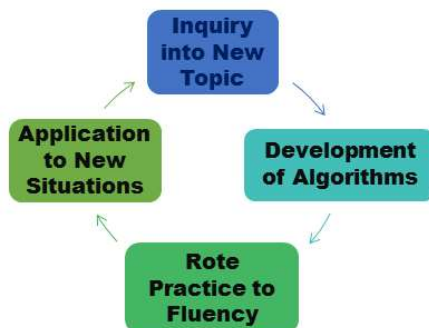 Inquiry
into New
Topic
Development
of Algorithms
Rote
Practice to
Fluency
Application
to New
Situations